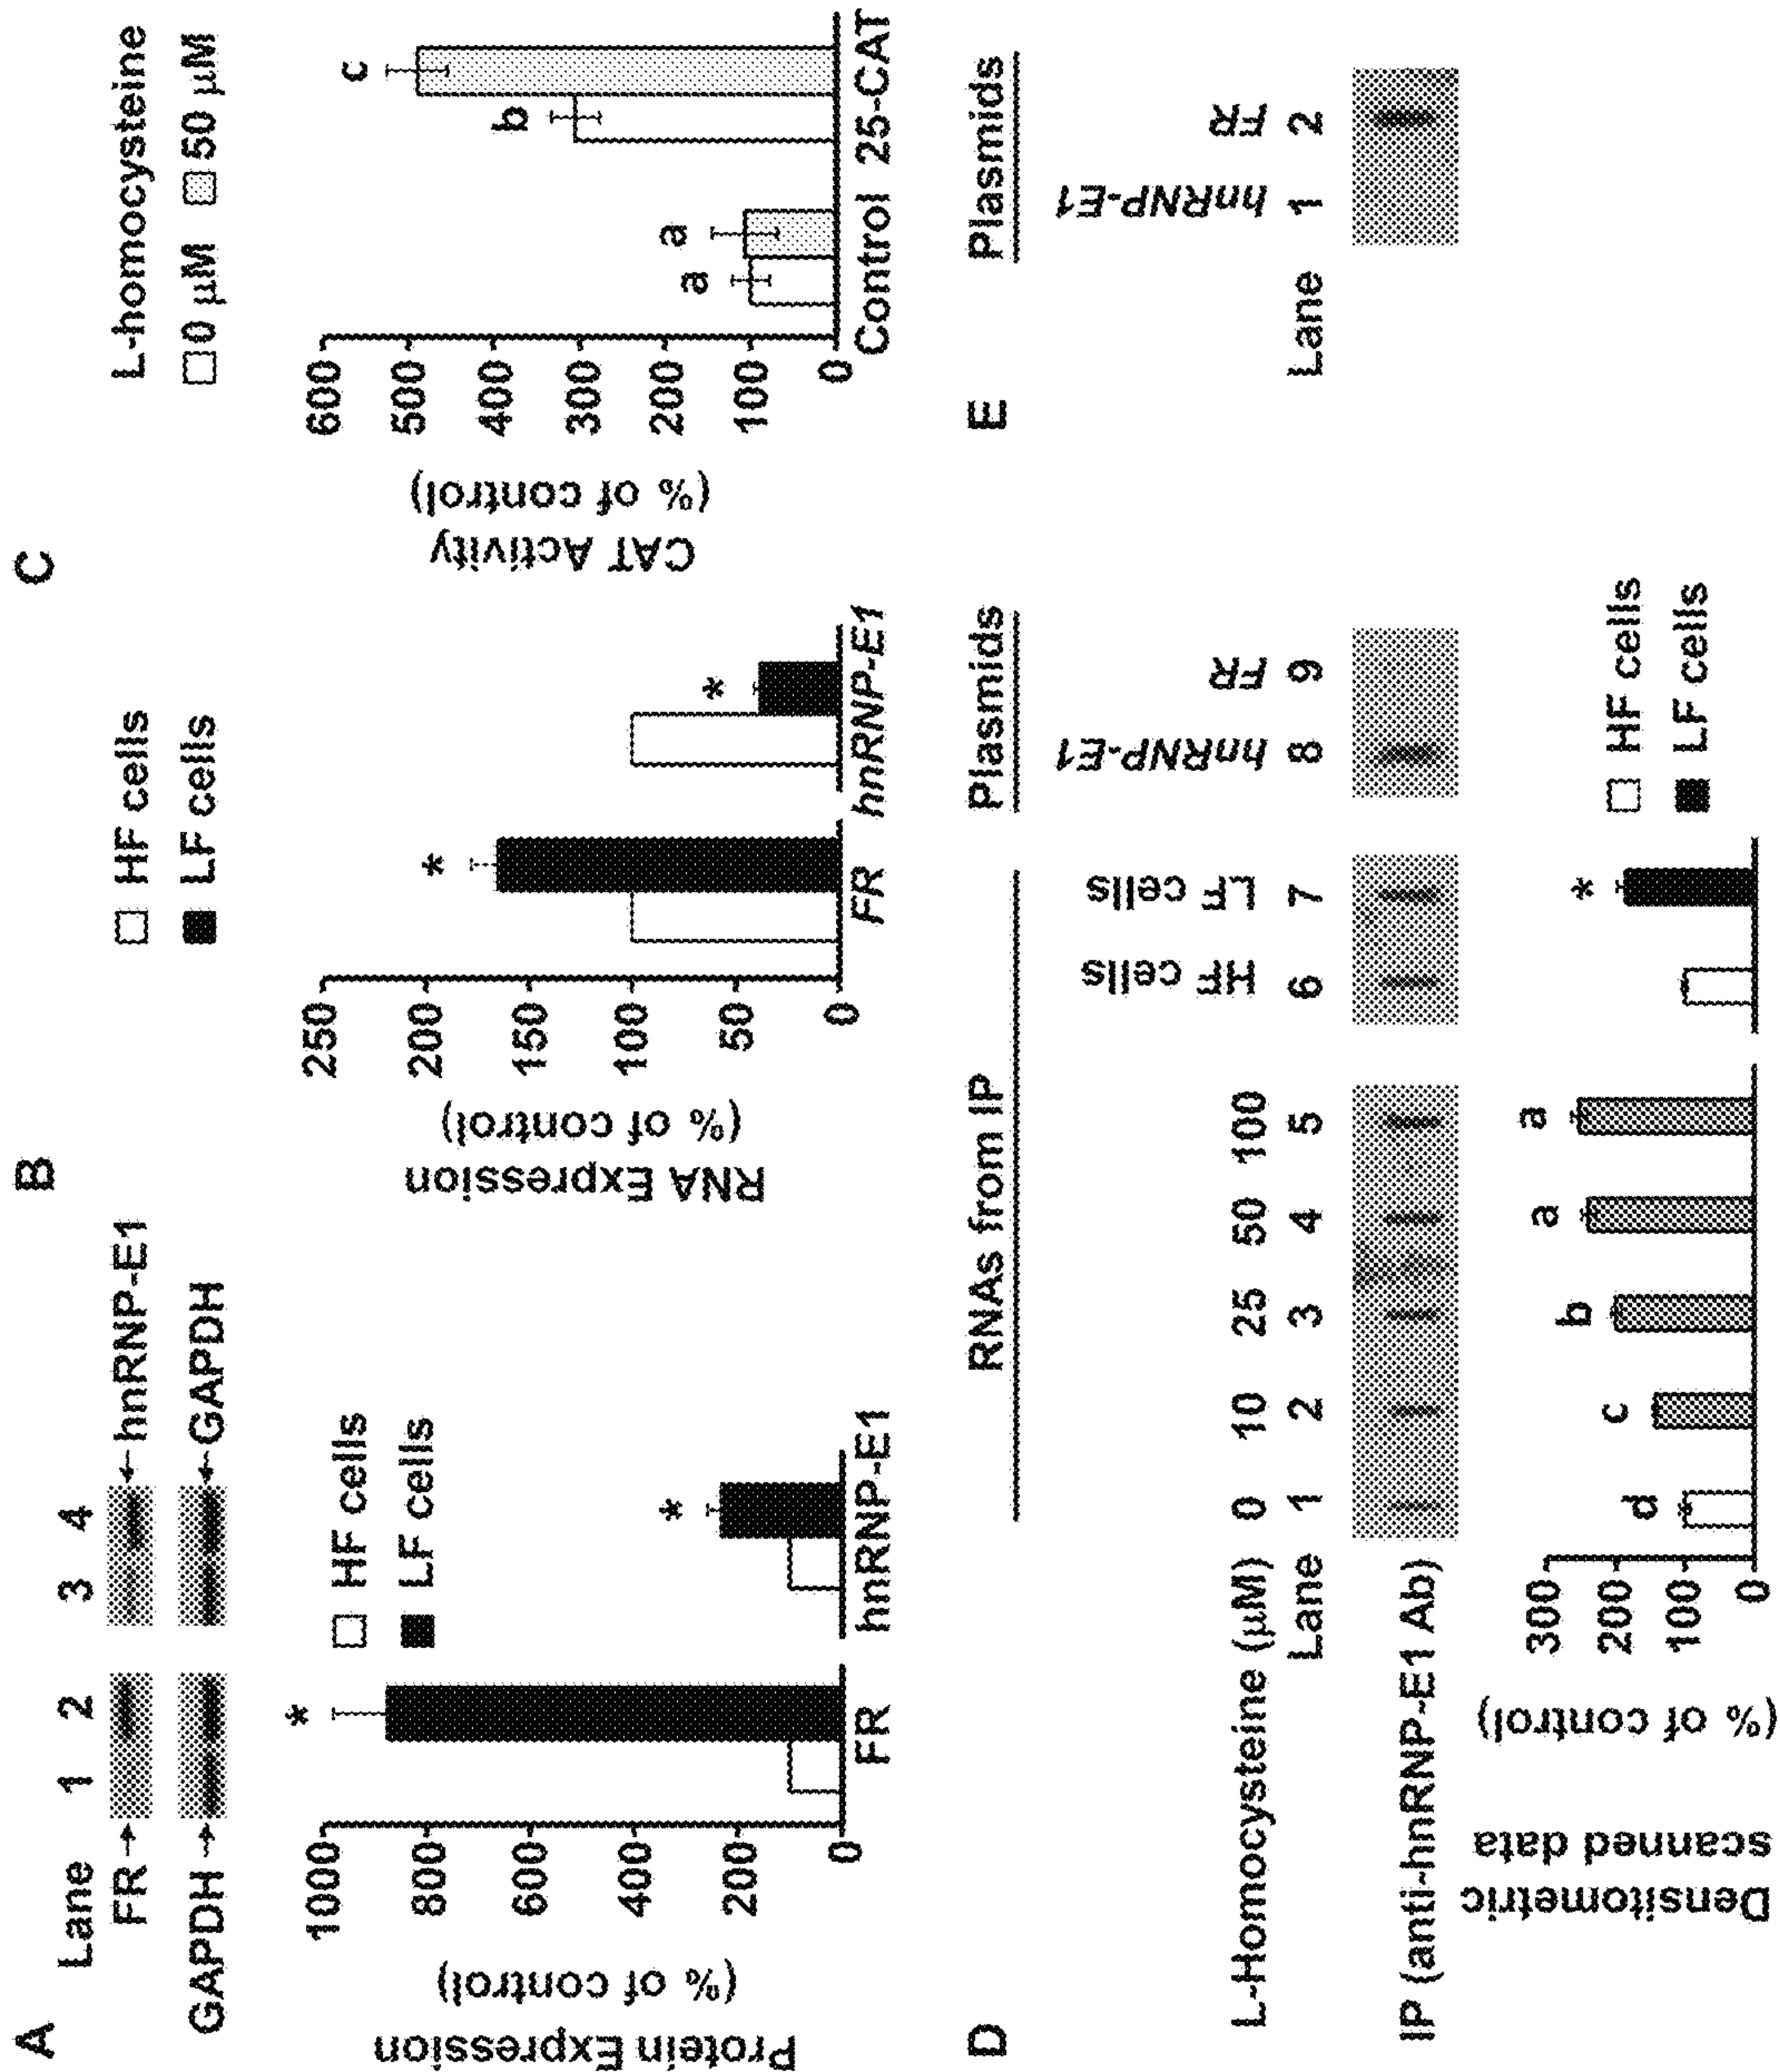 A
Lane 1 2 3 4
FR → ← hnRNP-E1
GAPDH → ← GAPDH
Protein Expression
(% of control)
1000
800
600
400
200
0
□ HF cells
■ LF cells
*
*
FR hnRNP-E1
B
□ HF cells
■ LF cells
RNA Expression
(% of control)
250
200
150
100
50
0
*
*
FR hnRNP-E1
C
L-homocysteine
□ 0 µM 50 µM
CAT Activity
(% of control)
600
500
400
300
200
100
0
a a b c
Control 25-CAT
D
RNAs from IP Plasmids
HF cells LF cells hnRNP-E1 FR
L-Homocysteine (µM) 0 10 25 50 100
Lane 1 2 3 4 5 6 7 8 9
IP (anti-hnRNP-E1 Ab)
Densitometric
scanned data
(% of control)
300
200
100
0
d c b a a *
□ HF cells
■ LF cells
E
Plasmids
hnRNP-E1 FR
Lane 1 2